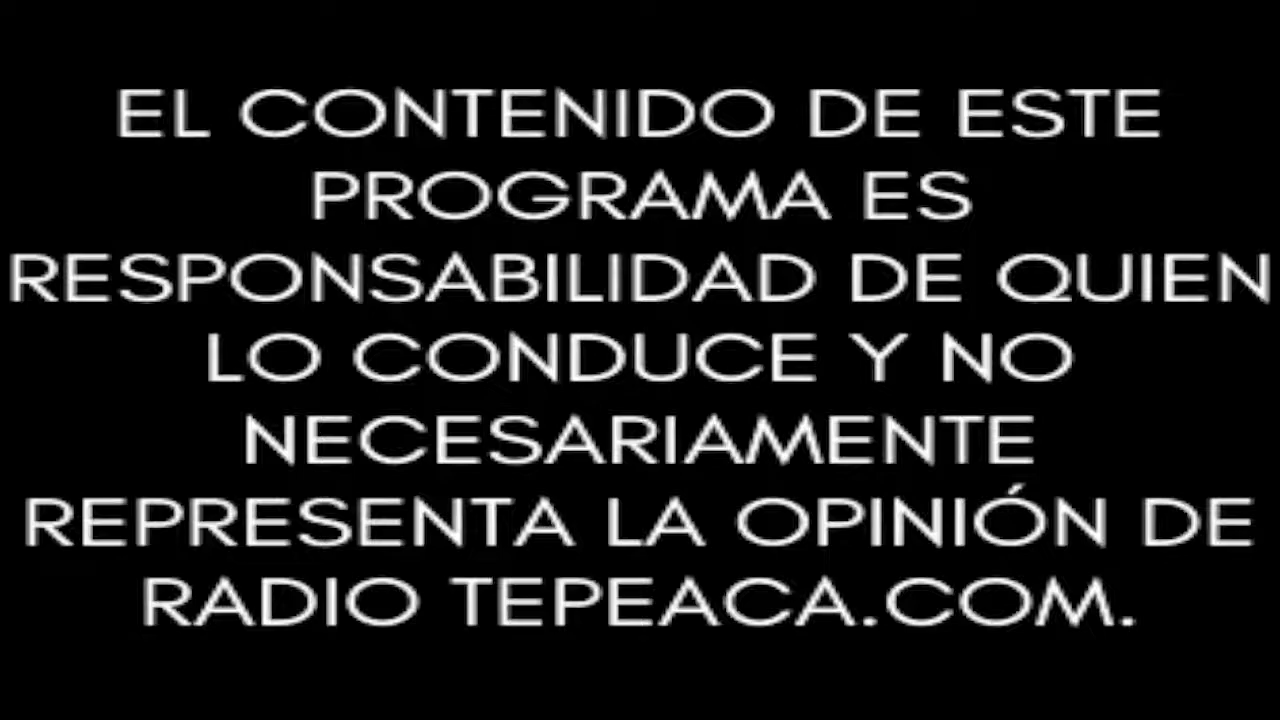 EL CONTENIDO DE ESTE
PROGRAMA ES
RESPONSABILIDAD DE QUIEN
LO CONDUCE Y NO
NECESARIAMENTE
REPRESENTA LA OPINIÓN DE
RADIO TEPEACA.COM.